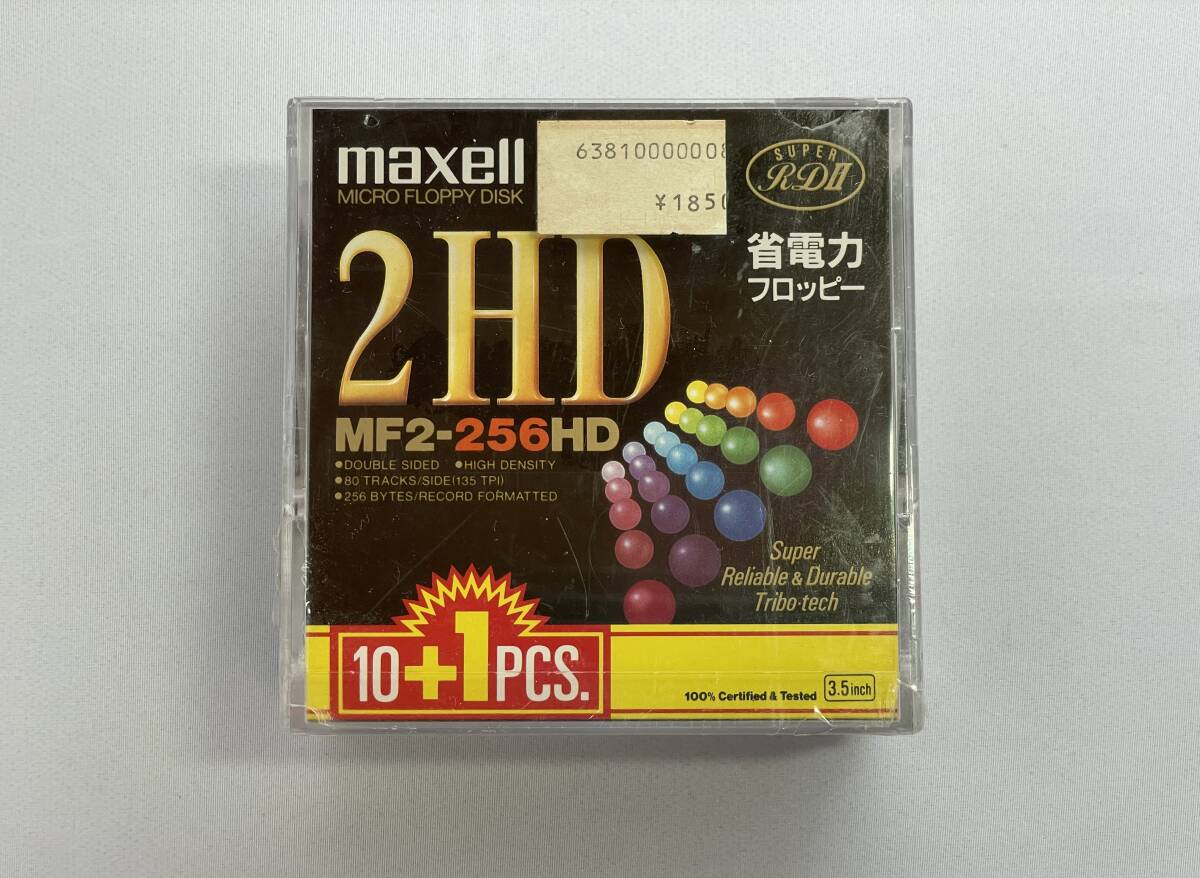 maxell
MICRO FLOPPY DISK
63810000008
¥1850
SUPER
RDII
省電力
フロッピー
2HD
MF2-256HD
●DOUBLE SIDED ●HIGH DENSITY
●80 TRACKS/SIDE(135 TPI)
●256 BYTES/RECORD FORMATTED
Super
Reliable & Durable
Tribo-tech
10+1PCS.
100% Certified & Tested
3.5inch